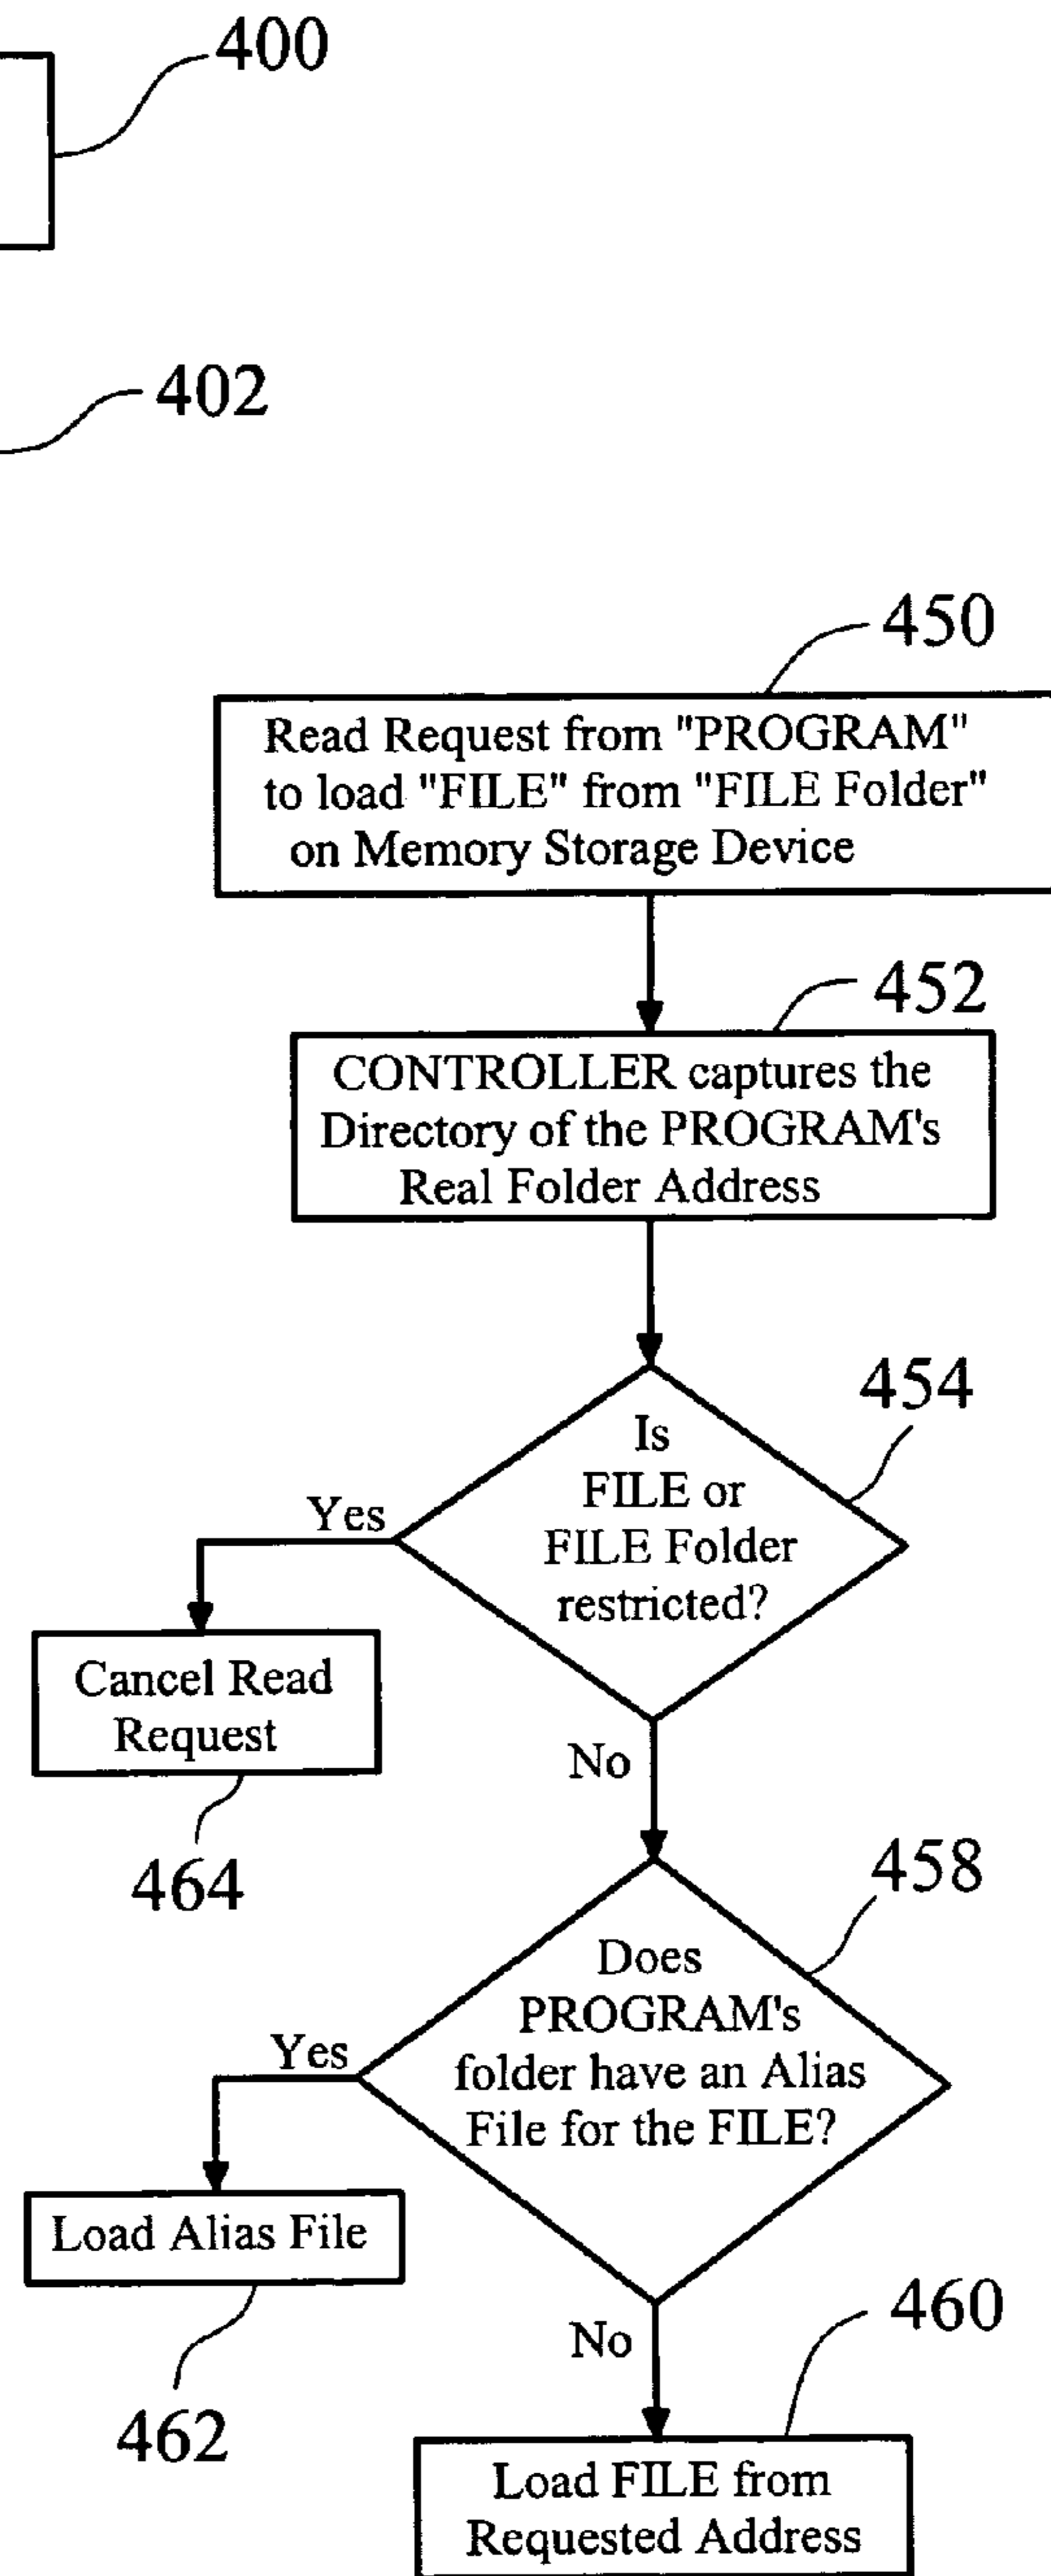 400
402
450
Read Request from "PROGRAM"
to load "FILE" from "FILE Folder"
on Memory Storage Device
452
CONTROLLER captures the
Directory of the PROGRAM's
Real Folder Address
454
Is
FILE or
FILE Folder
restricted?
Yes
Cancel Read
Request
464
No
458
Does
PROGRAM's
folder have an Alias
File for the FILE?
Yes
Load Alias File
462
No
460
Load FILE from
Requested Address